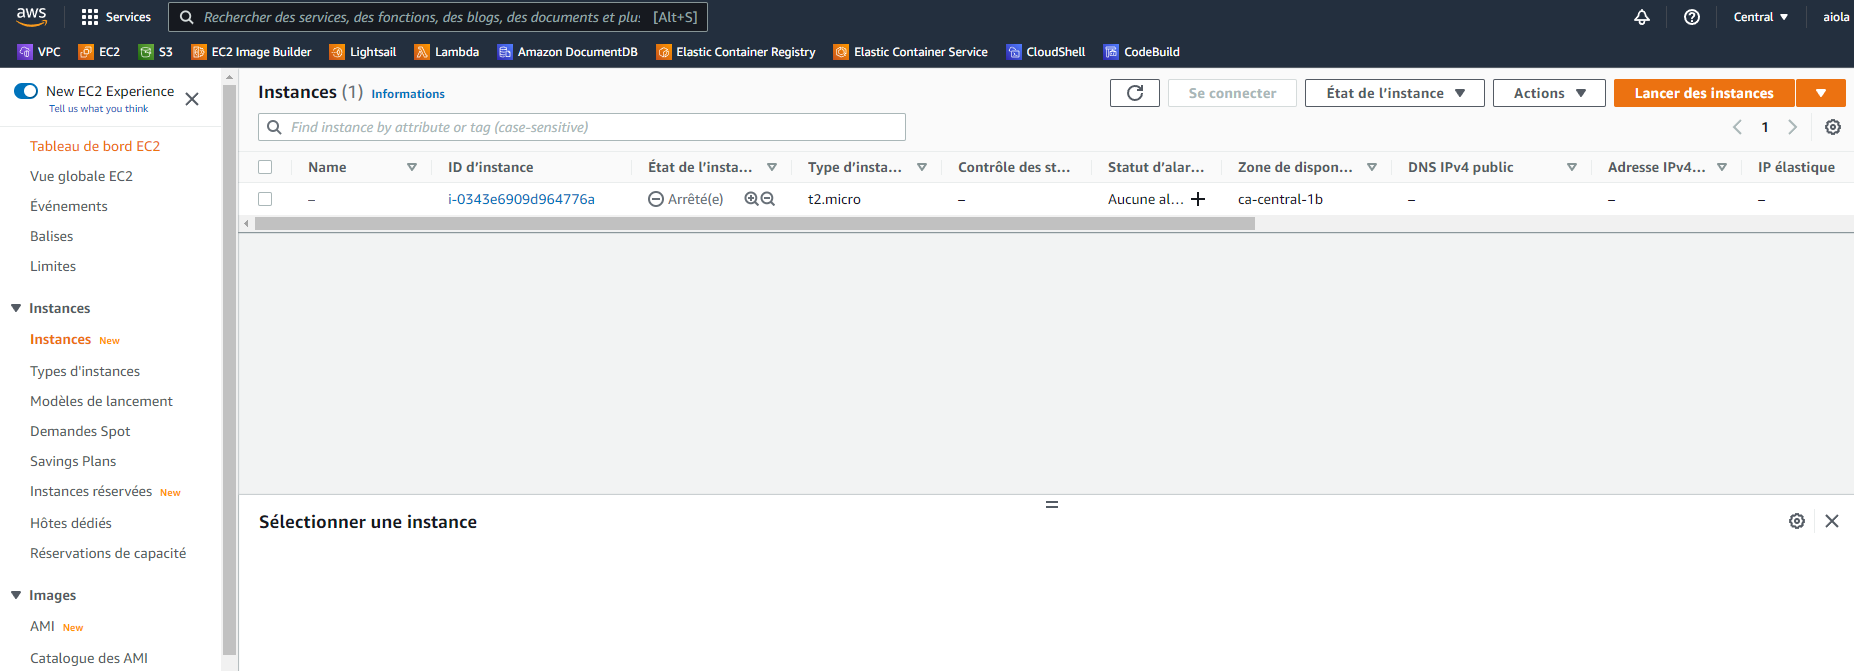 aws Services Rechercher des services, des fonctions, des blogs, des documents et plu: [Alt+S] Central aiola
VPC EC2 S3 EC2 Image Builder Lightsail Lambda Amazon DocumentDB Elastic Container Registry Elastic Container Service CloudShell CodeBuild
New EC2 Experience
Tell us what you think
Tableau de bord EC2
Vue globale EC2
Événements
Balises
Limites
Instances
Instances New
Types d'instances
Modèles de lancement
Demandes Spot
Savings Plans
Instances réservées New
Hôtes dédiés
Réservations de capacité
Images
AMI New
Catalogue des AMI
Instances (1) Informations Se connecter État de l'instance Actions Lancer des instances
Find instance by attribute or tag (case-sensitive) 1
Name ID d'instance État de l'insta... Type d'insta... Contrôle des st... Statut d'alar... Zone de dispon... DNS IPv4 public Adresse IPv4... IP élastique
– i-0343e6909d964776a Arrêté(e) t2.micro – Aucune al... ca-central-1b – – –
Sélectionner une instance